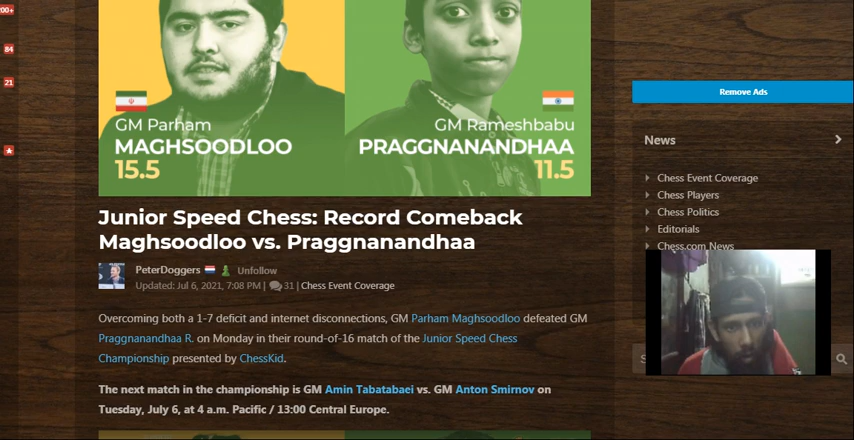 00+
84
21
GM Parham
MAGHSOODLOO
15.5
GM Rameshbabu
PRAGGNANANDHAA
11.5
Remove Ads
News
Chess Event Coverage
Chess Players
Chess Politics
Editorials
Chess.com News
Junior Speed Chess: Record Comeback
Maghsoodloo vs. Praggnanandhaa
PeterDoggers Unfollow
Updated: Jul 6, 2021, 7:08 PM | 31 | Chess Event Coverage
Overcoming both a 1-7 deficit and internet disconnections, GM Parham Maghsoodloo defeated GM
Praggnanandhaa R. on Monday in their round-of-16 match of the Junior Speed Chess
Championship presented by ChessKid.
The next match in the championship is GM Amin Tabatabaei vs. GM Anton Smirnov on
Tuesday, July 6, at 4 a.m. Pacific / 13:00 Central Europe.